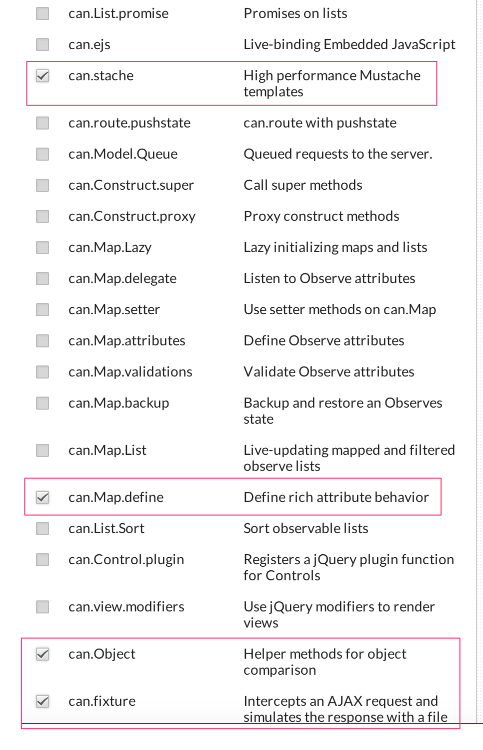 can.List.promise Promises on lists
can.ejs Live-binding Embedded JavaScript
can.stache High performance Mustache
templates
can.route.pushstate can.route with pushstate
can.Model.Queue Queued requests to the server.
can.Construct.super Call super methods
can.Construct.proxy Proxy construct methods
can.Map.Lazy Lazy initializing maps and lists
can.Map.delegate Listen to Observe attributes
can.Map.setter Use setter methods on can.Map
can.Map.attributes Define Observe attributes
can.Map.validations Validate Observe attributes
can.Map.backup Backup and restore an Observes
state
can.Map.List Live-updating mapped and filtered
observe lists
can.Map.define Define rich attribute behavior
can.List.Sort Sort observable lists
can.Control.plugin Registers a jQuery plugin function
for Controls
can.view.modifiers Use jQuery modifiers to render
views
can.Object Helper methods for object
comparison
can.fixture Intercepts an AJAX request and
simulates the response with a file